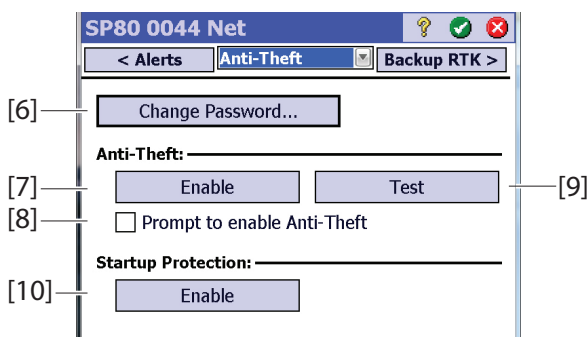 SP80 0044 Net ?
< Alerts Anti-Theft Backup RTK >
[6] Change Password...
Anti-Theft:
[7] Enable Test [9]
[8] Prompt to enable Anti-Theft
Startup Protection:
[10] Enable